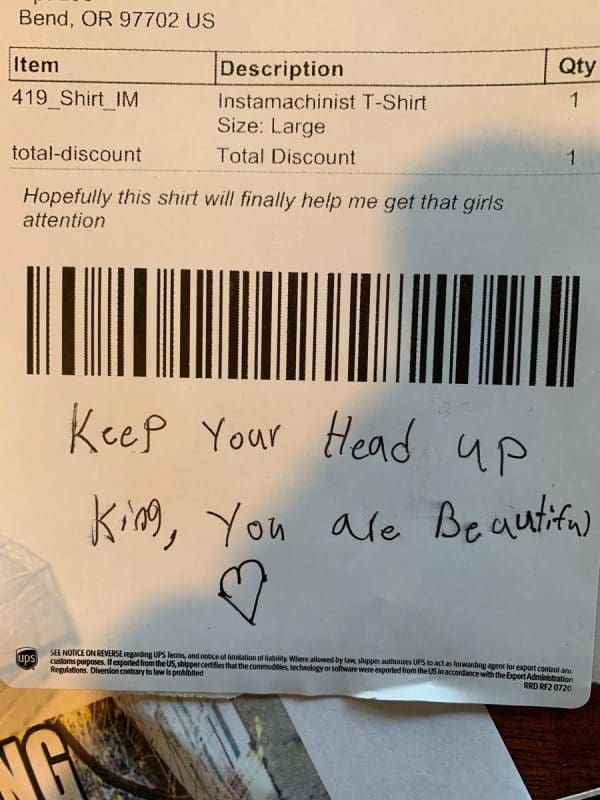 Bend, OR 97702 US
Item Description Qty
419_Shirt_IM Instamachinist T-Shirt 1
Size: Large
total-discount Total Discount 1
Hopefully this shirt will finally help me get that girls
attention
Keep Your Head up
King, You are Beautiful
ups
SEE NOTICE ON REVERSE regarding UPS Terms, and notice of limitation of liability. Where allowed by law, shipper authorizes UPS to act as forwarding agent for export control and
customs purposes. If exported from the US, shipper certifies that the commodities, technology or software were exported from the US in accordance with the Export Administration
Regulations. Diversion contrary to law is prohibited
RRD RF2 0720
NG